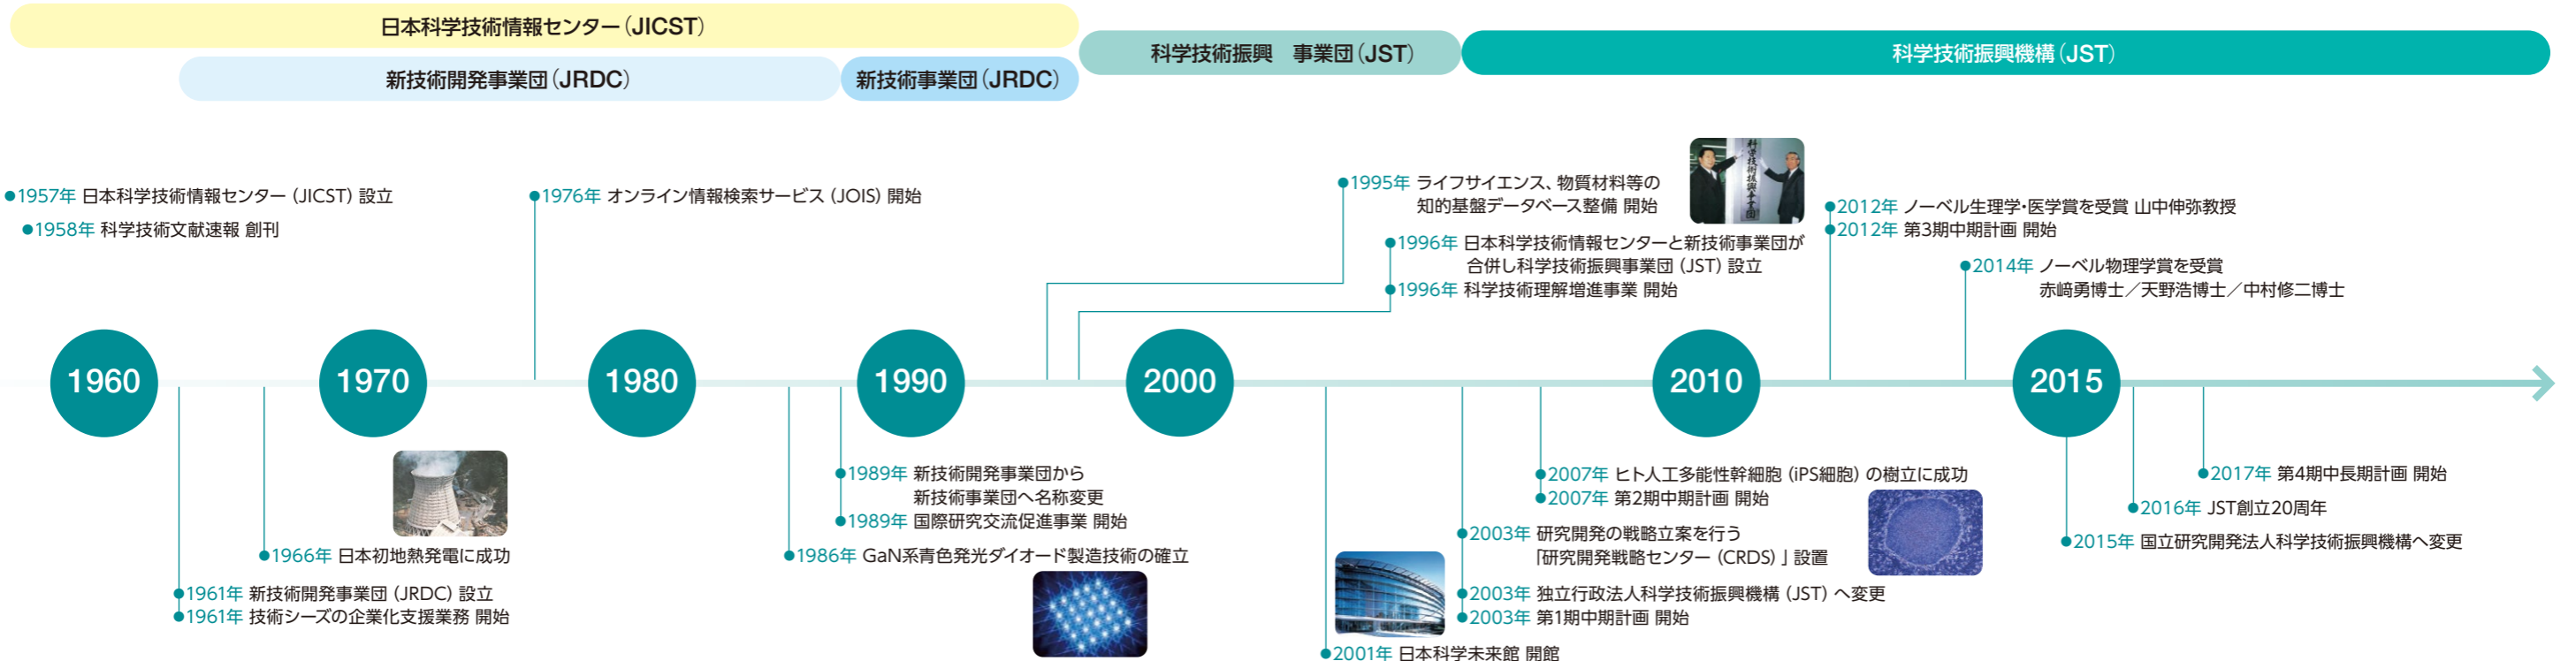 日本科学技術情報センター（JICST）
新技術開発事業団（JRDC）
新技術事業団（JRDC）
科学技術振興　事業団（JST）
科学技術振興機構（JST）
1957年 日本科学技術情報センター（JICST）設立
1958年 科学技術文献速報 創刊
1976年 オンライン情報検索サービス（JOIS）開始
1995年 ライフサイエンス、物質材料等の
知的基盤データベース整備 開始
1996年 日本科学技術情報センターと新技術事業団が
合併し科学技術振興事業団（JST）設立
1996年 科学技術理解増進事業 開始
科学技術振興事業団
2012年 ノーベル生理学・医学賞を受賞 山中伸弥教授
2012年 第3期中期計画 開始
2014年 ノーベル物理学賞を受賞
赤﨑勇博士／天野浩博士／中村修二博士
1960
1970
1980
1990
2000
2010
2015
1966年 日本初地熱発電に成功
1961年 新技術開発事業団（JRDC）設立
1961年 技術シーズの企業化支援業務 開始
1989年 新技術開発事業団から
新技術事業団へ名称変更
1989年 国際研究交流促進事業 開始
1986年 GaN系青色発光ダイオード製造技術の確立
2007年 ヒト人工多能性幹細胞（iPS細胞）の樹立に成功
2007年 第2期中期計画 開始
2003年 研究開発の戦略立案を行う
「研究開発戦略センター（CRDS）」設置
2003年 独立行政法人科学技術振興機構（JST）へ変更
2003年 第1期中期計画 開始
2001年 日本科学未来館 開館
2017年 第4期中長期計画 開始
2016年 JST創立20周年
2015年 国立研究開発法人科学技術振興機構へ変更